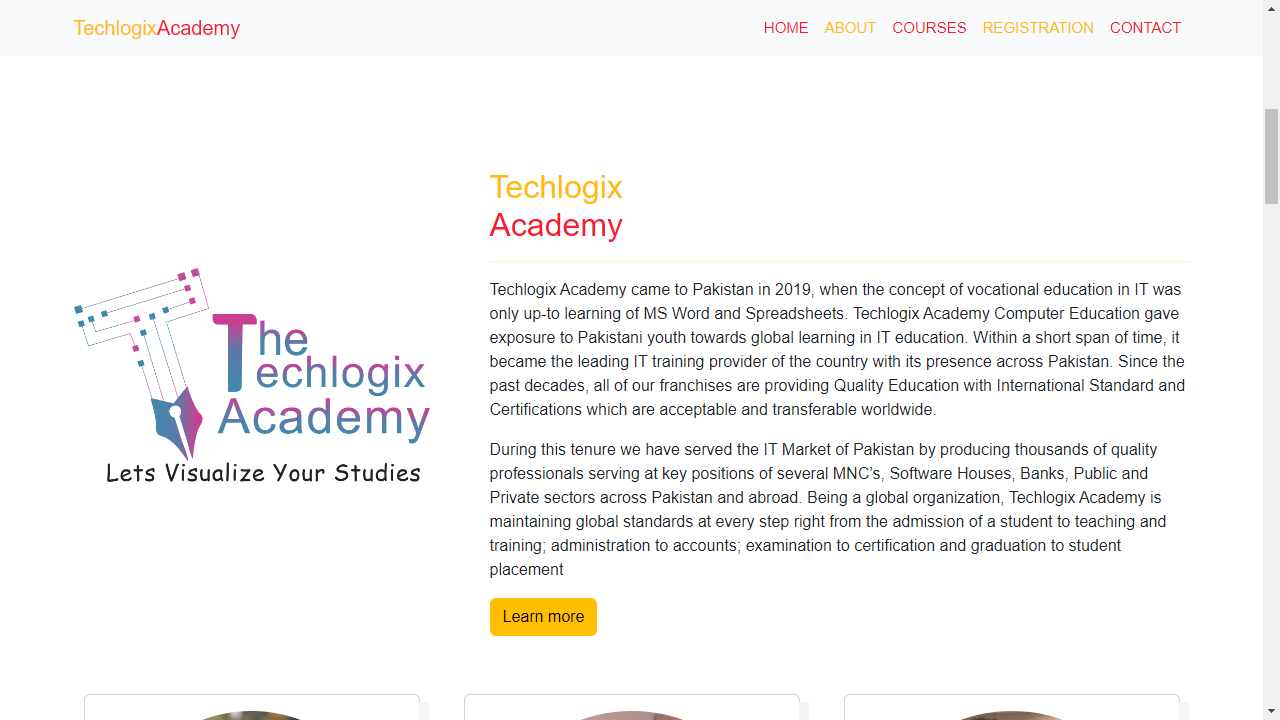 TechlogixAcademy
HOME ABOUT COURSES REGISTRATION CONTACT
The
Techlogix
Academy
Lets Visualize Your Studies
Techlogix
Academy
Techlogix Academy came to Pakistan in 2019, when the concept of vocational education in IT was
only up-to learning of MS Word and Spreadsheets. Techlogix Academy Computer Education gave
exposure to Pakistani youth towards global learning in IT education. Within a short span of time, it
became the leading IT training provider of the country with its presence across Pakistan. Since the
past decades, all of our franchises are providing Quality Education with International Standard and
Certifications which are acceptable and transferable worldwide.
During this tenure we have served the IT Market of Pakistan by producing thousands of quality
professionals serving at key positions of several MNC’s, Software Houses, Banks, Public and
Private sectors across Pakistan and abroad. Being a global organization, Techlogix Academy is
maintaining global standards at every step right from the admission of a student to teaching and
training; administration to accounts; examination to certification and graduation to student
placement
Learn more